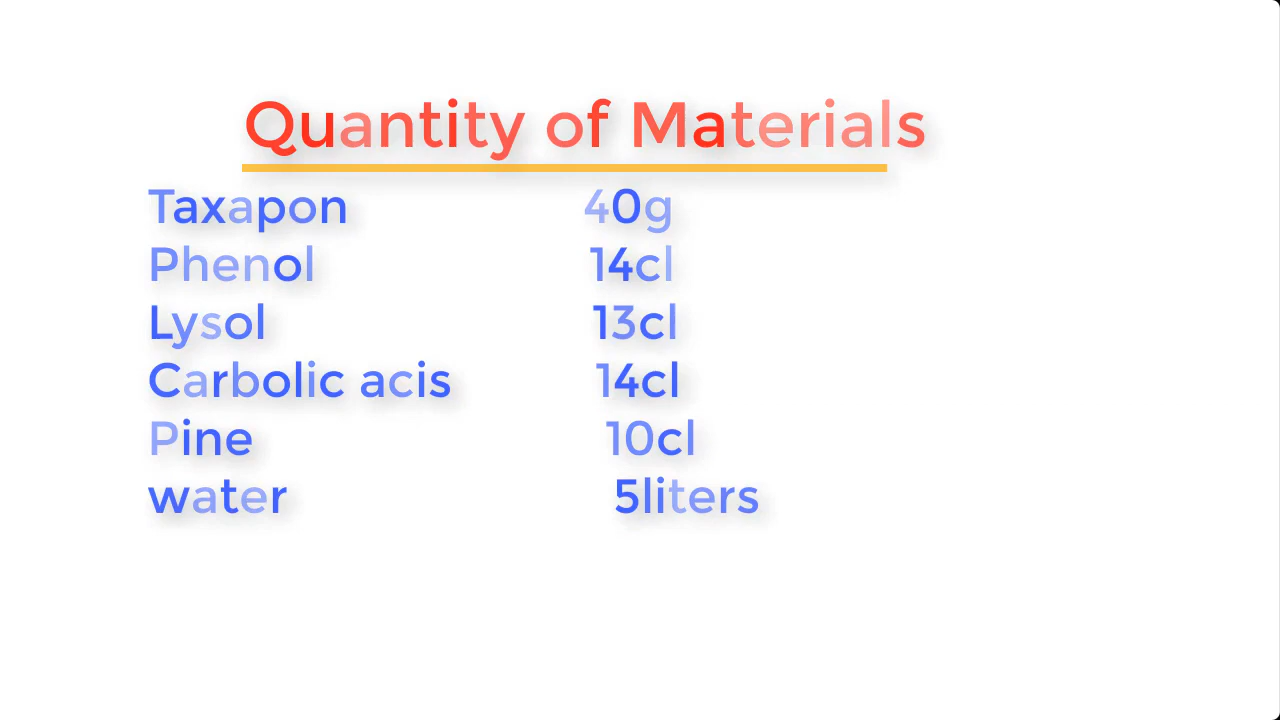 Quantity of Materials
Taxapon 40g
Phenol 14cl
Lysol 13cl
Carbolic acis 14cl
Pine 10cl
water 5liters